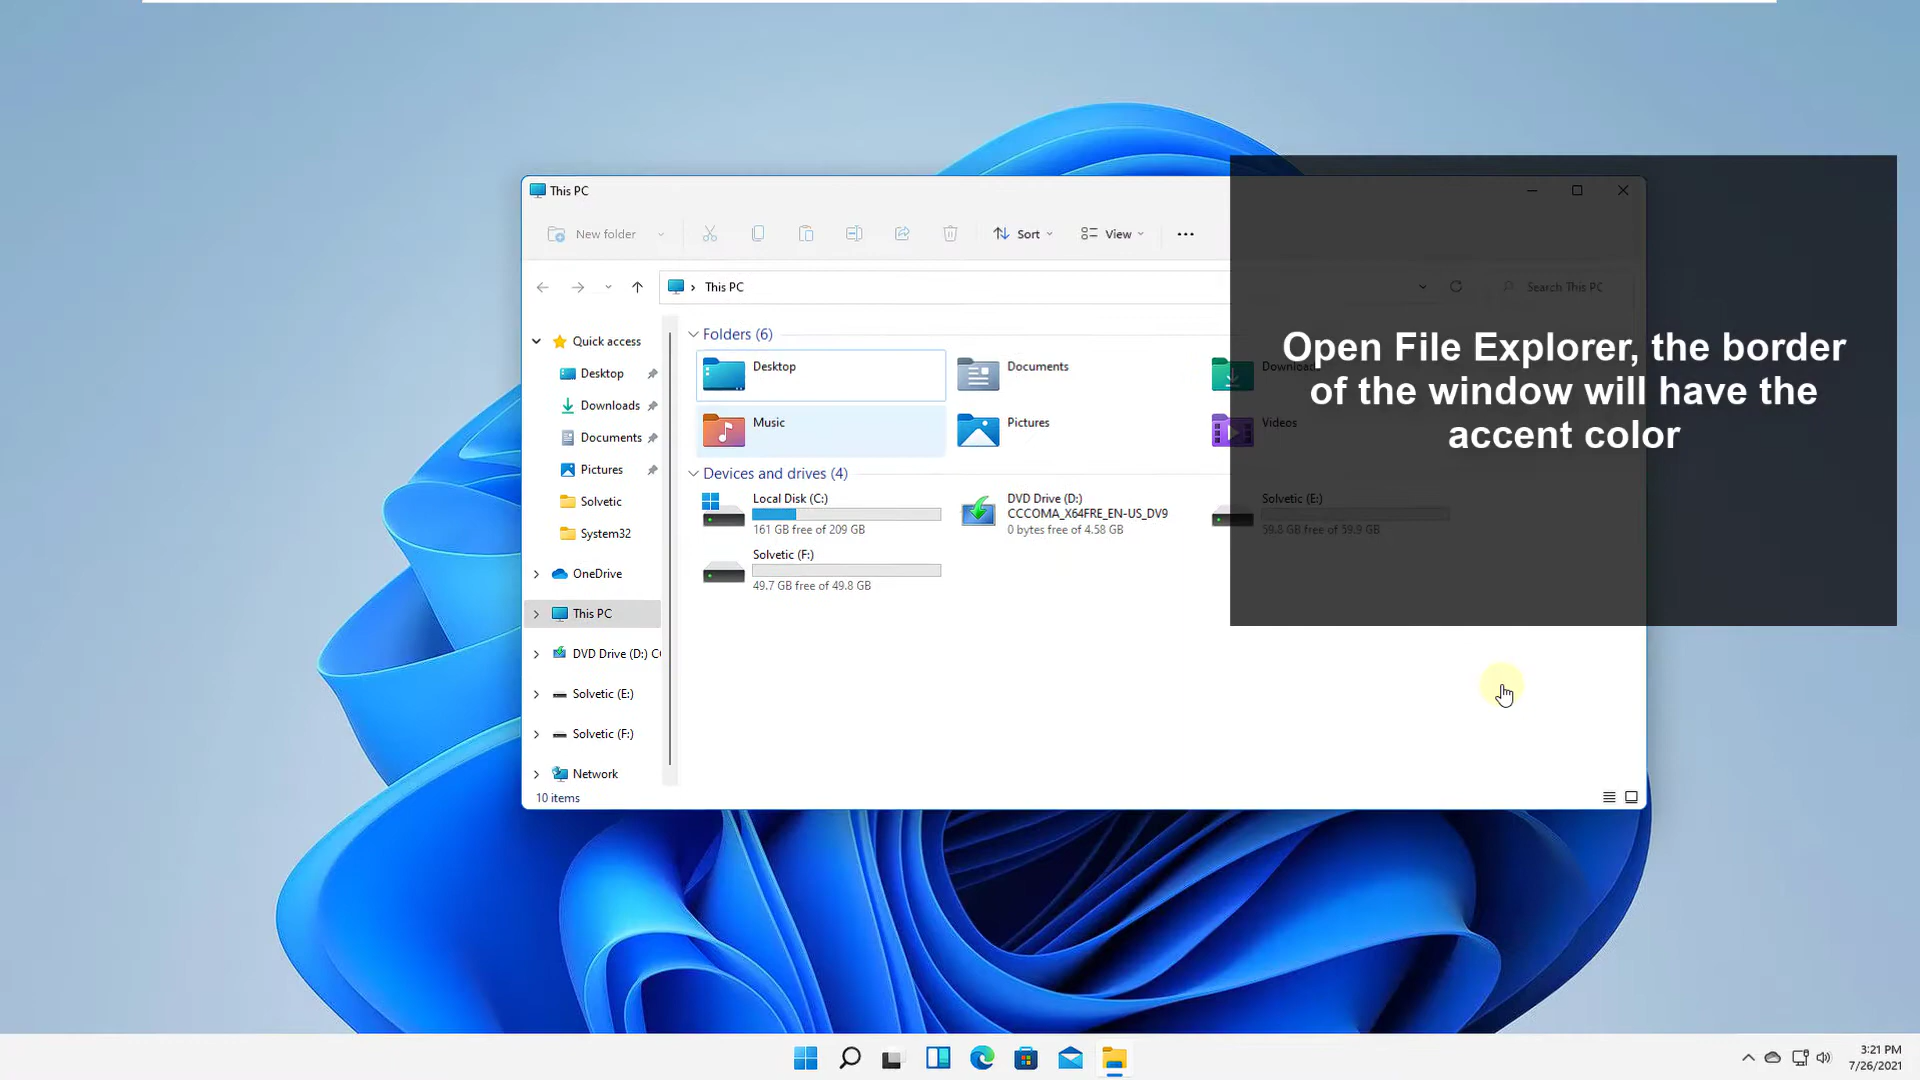 This PC
New folder
Sort
View
This PC
Search This PC
Quick access
Desktop
Downloads
Documents
Pictures
Solvetic
System32
OneDrive
This PC
DVD Drive (D:) CC
Solvetic (E:)
Solvetic (F:)
Network
Folders (6)
Desktop
Documents
Downloads
Music
Pictures
Videos
Devices and drives (4)
Local Disk (C:)
161 GB free of 209 GB
DVD Drive (D:)
CCCOMA_X64FRE_EN-US_DV9
0 bytes free of 4.58 GB
Solvetic (E:)
59.8 GB free of 59.9 GB
Solvetic (F:)
49.7 GB free of 49.8 GB
10 items
Open File Explorer, the border
of the window will have the
accent color
3:21 PM
7/26/2021